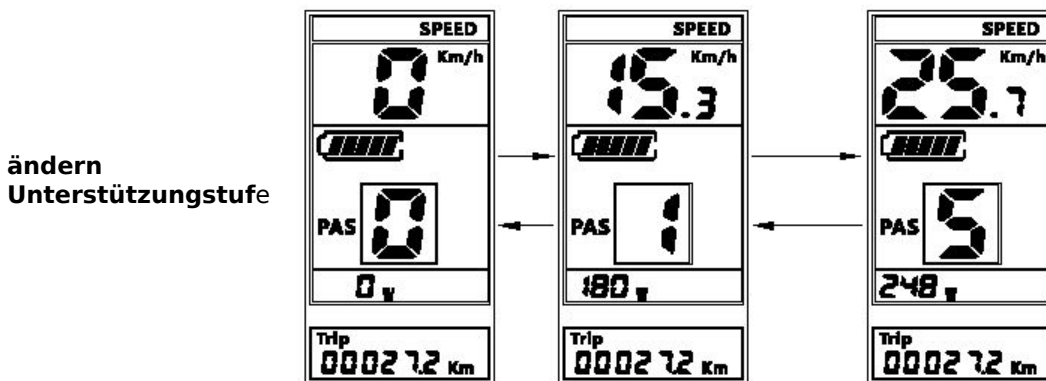 ändern
Unterstützungstufe
SPEED
0 Km/h
PAS 0
0 W
Trip
00027.2 Km
SPEED
15.3 Km/h
PAS 1
180 W
Trip
00027.2 Km
SPEED
25.7 Km/h
PAS 5
248 W
Trip
00027.2 Km